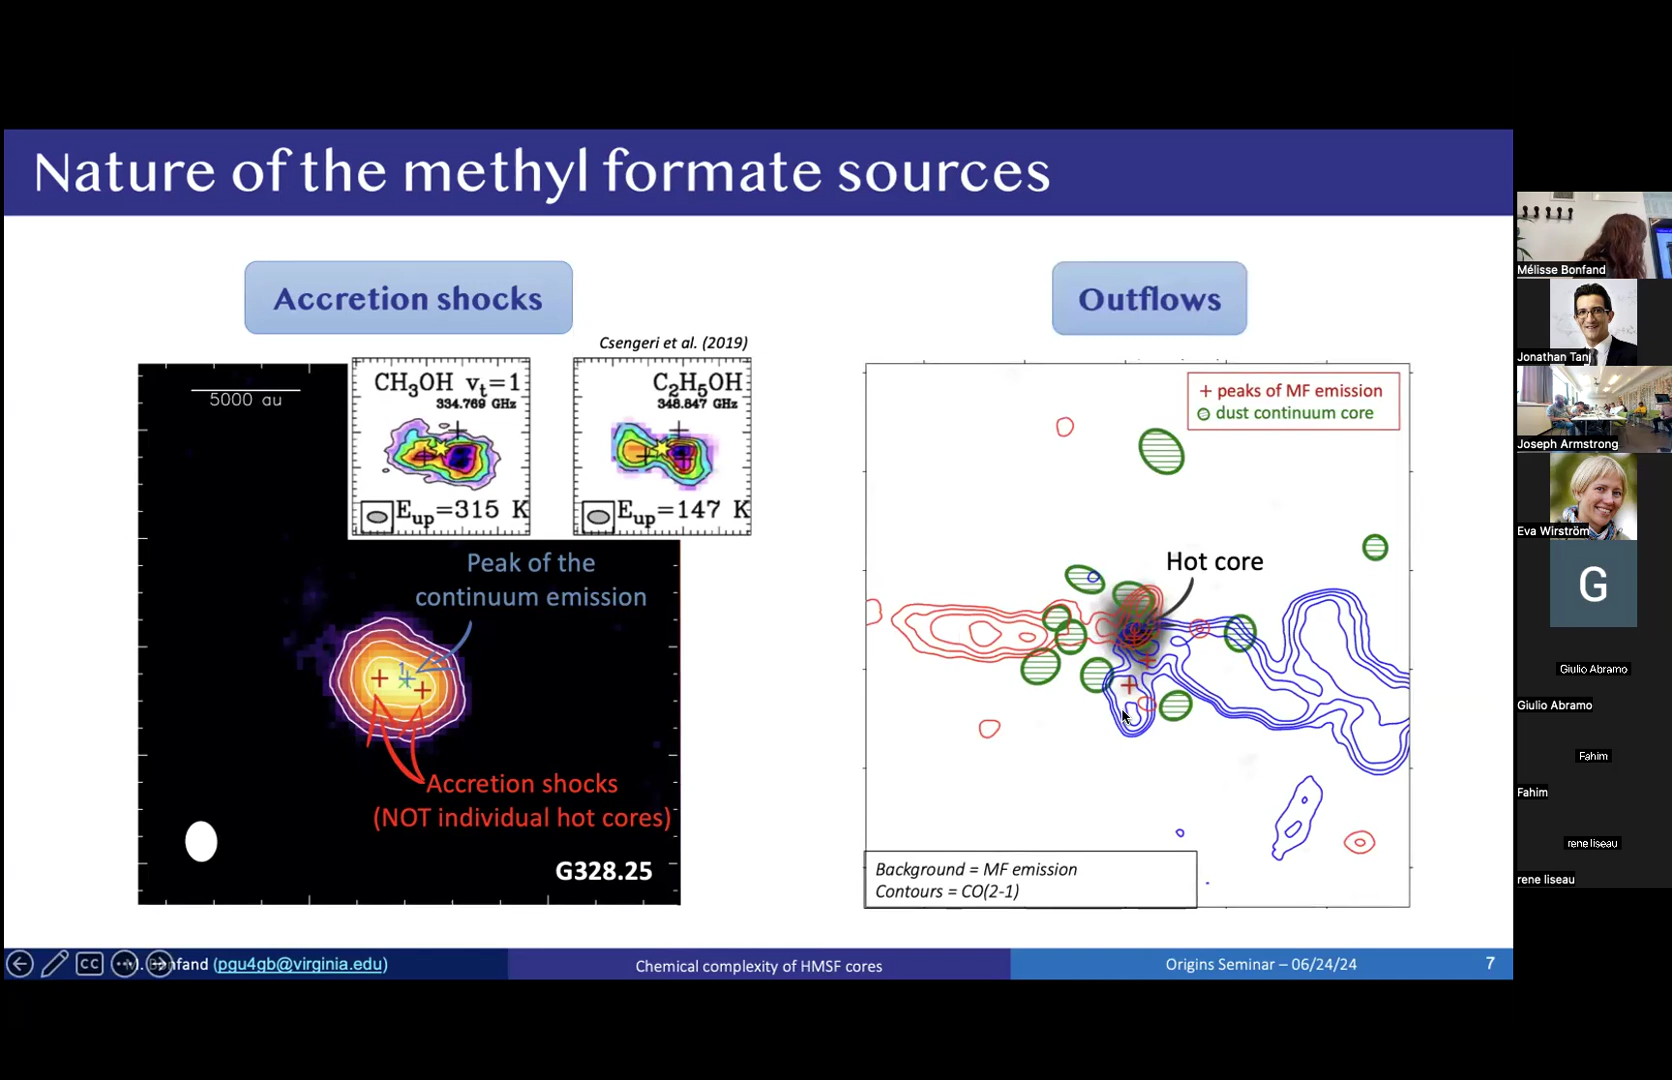 Nature of the methyl formate sources
Accretion shocks
Csengeri et al. (2019)
5000 au
CH₃OH vₜ=1
334.769 GHz
Eup=315 K
C₂H₅OH
348.847 GHz
Eup=147 K
Peak of the
continuum emission
1
Accretion shocks
(NOT individual hot cores)
G328.25
Outflows
+ peaks of MF emission
dust continuum core
Hot core
Background = MF emission
Contours = CO(2-1)
CC
M. Bonfand (pgu4gb@virginia.edu)
Chemical complexity of HMSF cores
Origins Seminar – 06/24/24
7
Mélisse Bonfand
Jonathan Tan
Joseph Armstrong
Eva Wirström
G
Giulio Abramo
Giulio Abramo
Fahim
Fahim
rene liseau
rene liseau